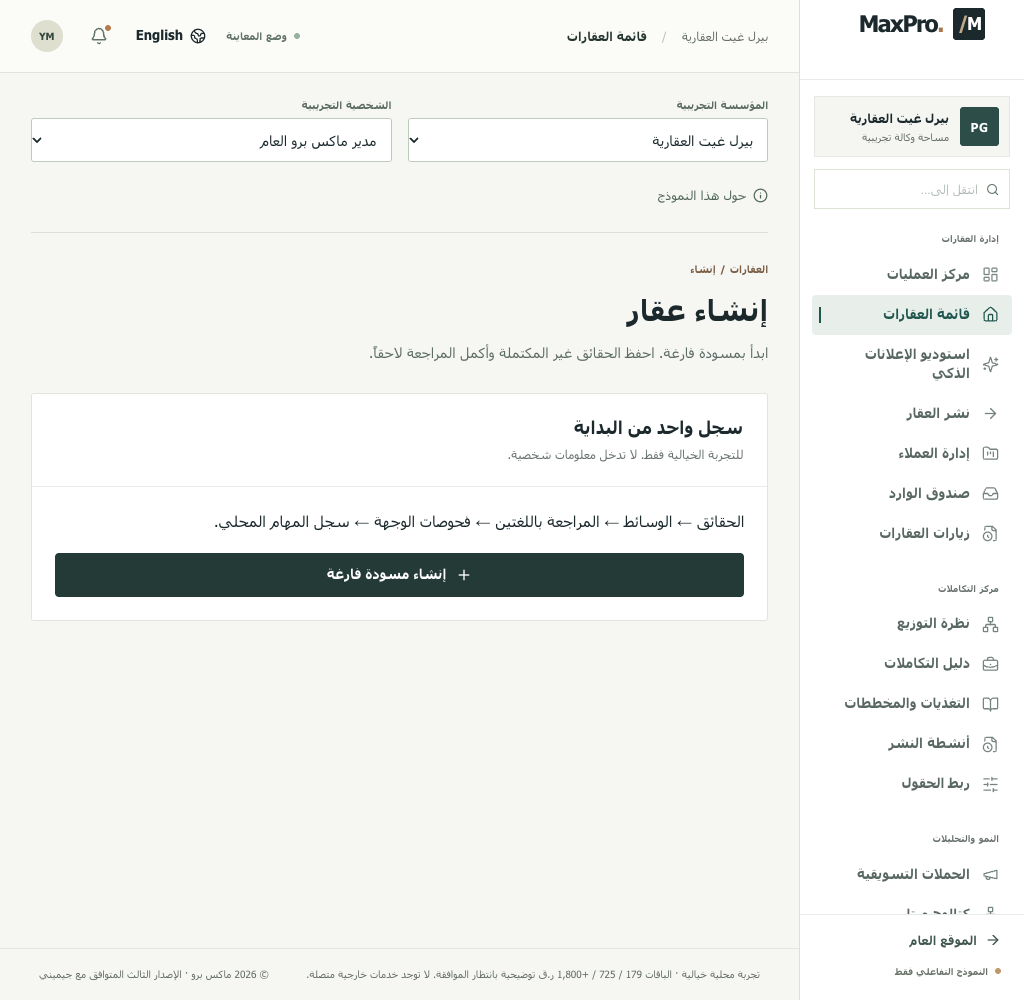 MaxPro.
/M
بيرل غيت العقارية / قائمة العقارات
وضع المعاينة
English
YM
PG
بيرل غيت العقارية
مساحة وكالة تجريبية
انتقل إلى...
إدارة العقارات
مركز العمليات
قائمة العقارات
استوديو الإعلانات
الذكي
نشر العقار
إدارة العملاء
صندوق الوارد
زيارات العقارات
مركز التكاملات
نظرة التوزيع
دليل التكاملات
التغذيات والمخططات
أنشطة النشر
ربط الحقول
النمو والتحليلات
الحملات التسويقية
الموقع العام
النموذج التفاعلي فقط
المؤسسة التجريبية
بيرل غيت العقارية
الشخصية التجريبية
مدير ماكس برو العام
حول هذا النموذج
العقارات / إنشاء
إنشاء عقار
ابدأ بمسودة فارغة. احفظ الحقائق غير المكتملة وأكمل المراجعة لاحقاً.
سجل واحد من البداية
للتجربة الخيالية فقط. لا تدخل معلومات شخصية.
الحقائق ← الوسائط ← المراجعة باللغتين ← فحوصات الوجهة ← سجل المهام المحلي.
إنشاء مسودة فارغة
تجربة محلية خيالية · الباقات 179 / 725 / +1,800 ر.ق توضيحية بانتظار الموافقة. لا توجد خدمات خارجية متصلة.
© 2026 ماكس برو · الإصدار الثالث المتوافق مع جيميني